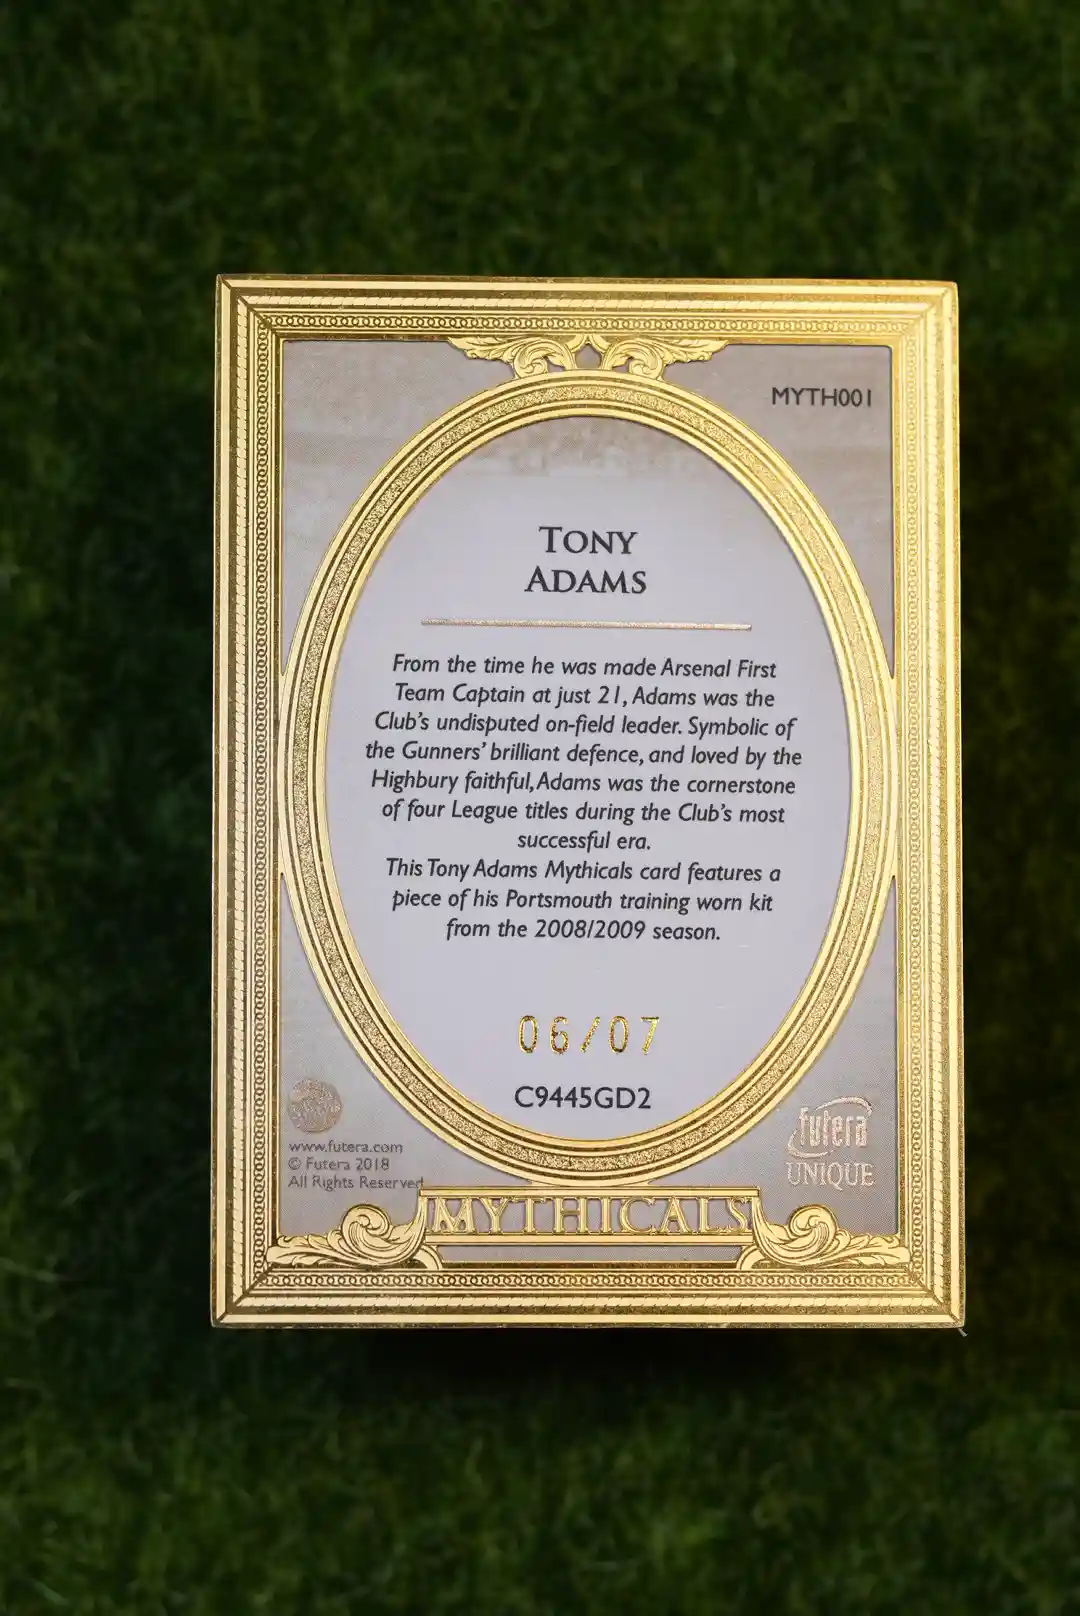 MYTH001
TONY
ADAMS
From the time he was made Arsenal First
Team Captain at just 21, Adams was the
Club's undisputed on-field leader. Symbolic of
the Gunners' brilliant defence, and loved by the
Highbury faithful, Adams was the cornerstone
of four League titles during the Club's most
successful era.
This Tony Adams Mythicals card features a
piece of his Portsmouth training worn kit
from the 2008/2009 season.
06/07
C9445GD2
www.futera.com
© Futera 2018
All Rights Reserved
futera
UNIQUE
MYTHICALS